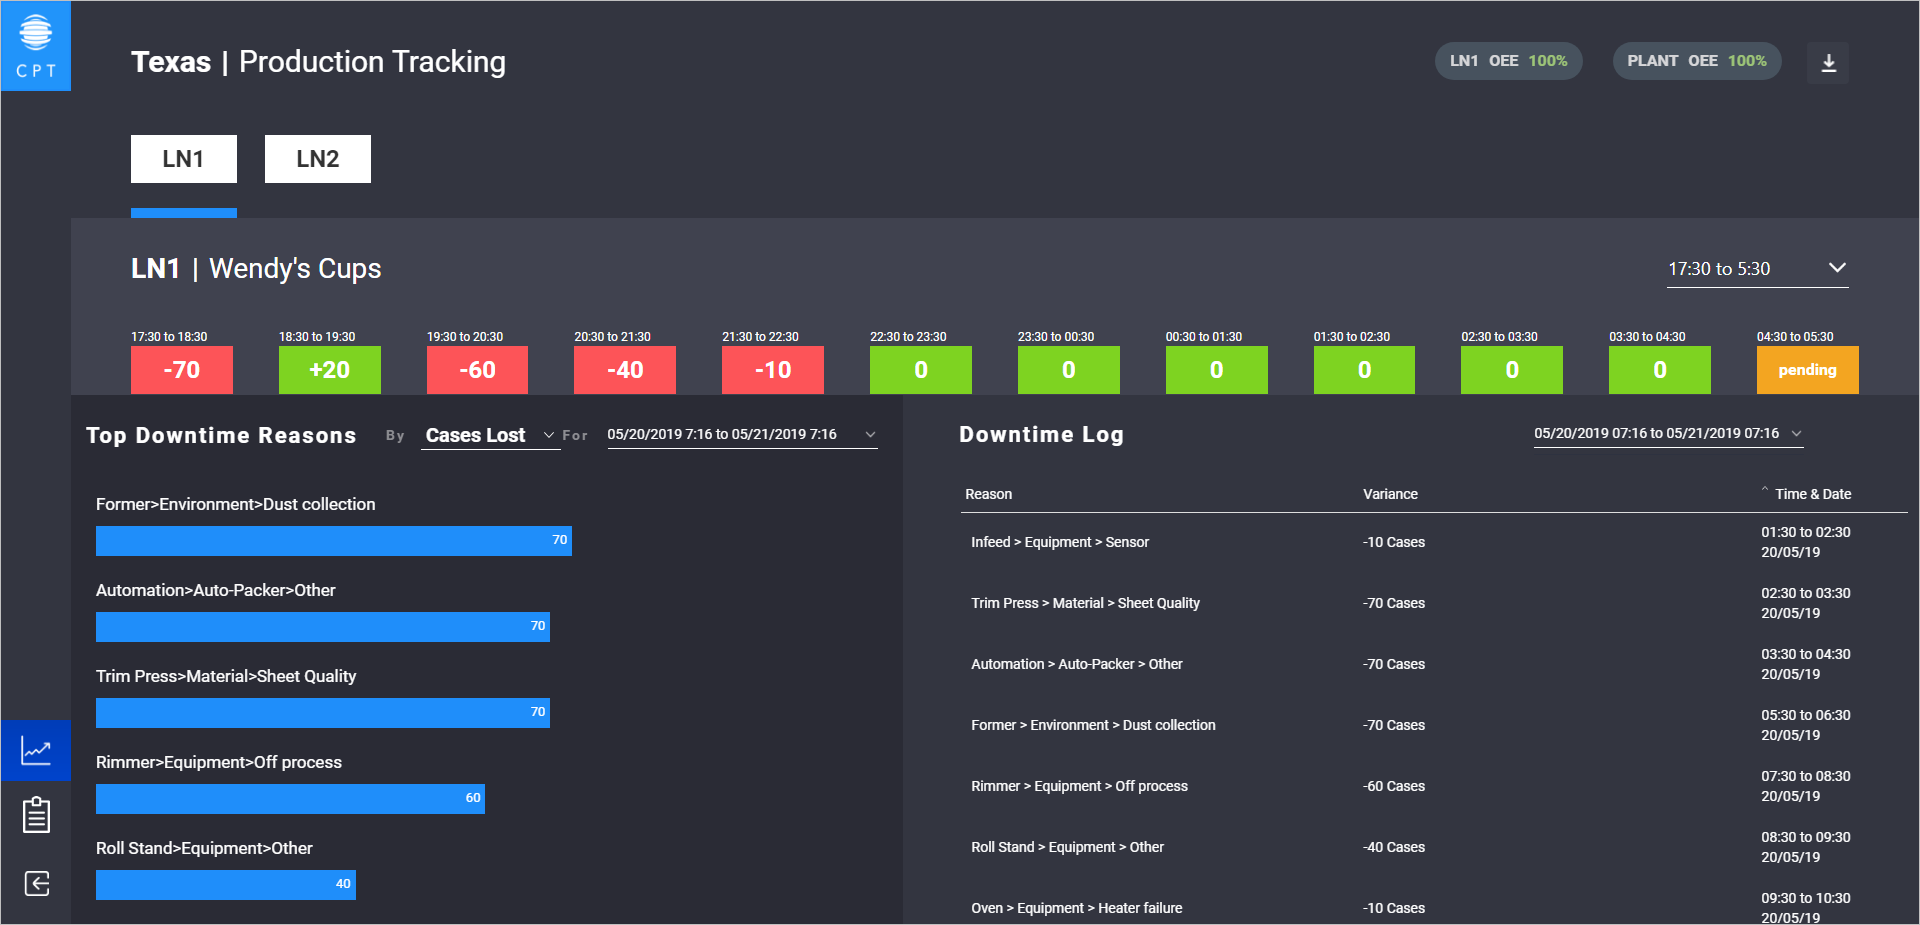 CPT
Texas | Production Tracking
LN1 OEE 100%
PLANT OEE 100%
LN1
LN2
LN1 | Wendy's Cups
17:30 to 5:30
17:30 to 18:30
18:30 to 19:30
19:30 to 20:30
20:30 to 21:30
21:30 to 22:30
22:30 to 23:30
23:30 to 00:30
00:30 to 01:30
01:30 to 02:30
02:30 to 03:30
03:30 to 04:30
04:30 to 05:30
-70
+20
-60
-40
-10
0
0
0
0
0
0
pending
Top Downtime Reasons By Cases Lost For 05/20/2019 7:16 to 05/21/2019 7:16
Former>Environment>Dust collection
70
Automation>Auto-Packer>Other
70
Trim Press>Material>Sheet Quality
70
Rimmer>Equipment>Off process
60
Roll Stand>Equipment>Other
40
Downtime Log
05/20/2019 07:16 to 05/21/2019 07:16
Reason
Variance
Time & Date
Infeed > Equipment > Sensor
-10 Cases
01:30 to 02:30
20/05/19
Trim Press > Material > Sheet Quality
-70 Cases
02:30 to 03:30
20/05/19
Automation > Auto-Packer > Other
-70 Cases
03:30 to 04:30
20/05/19
Former > Environment > Dust collection
-70 Cases
05:30 to 06:30
20/05/19
Rimmer > Equipment > Off process
-60 Cases
07:30 to 08:30
20/05/19
Roll Stand > Equipment > Other
-40 Cases
08:30 to 09:30
20/05/19
Oven > Equipment > Heater failure
-10 Cases
09:30 to 10:30
20/05/19